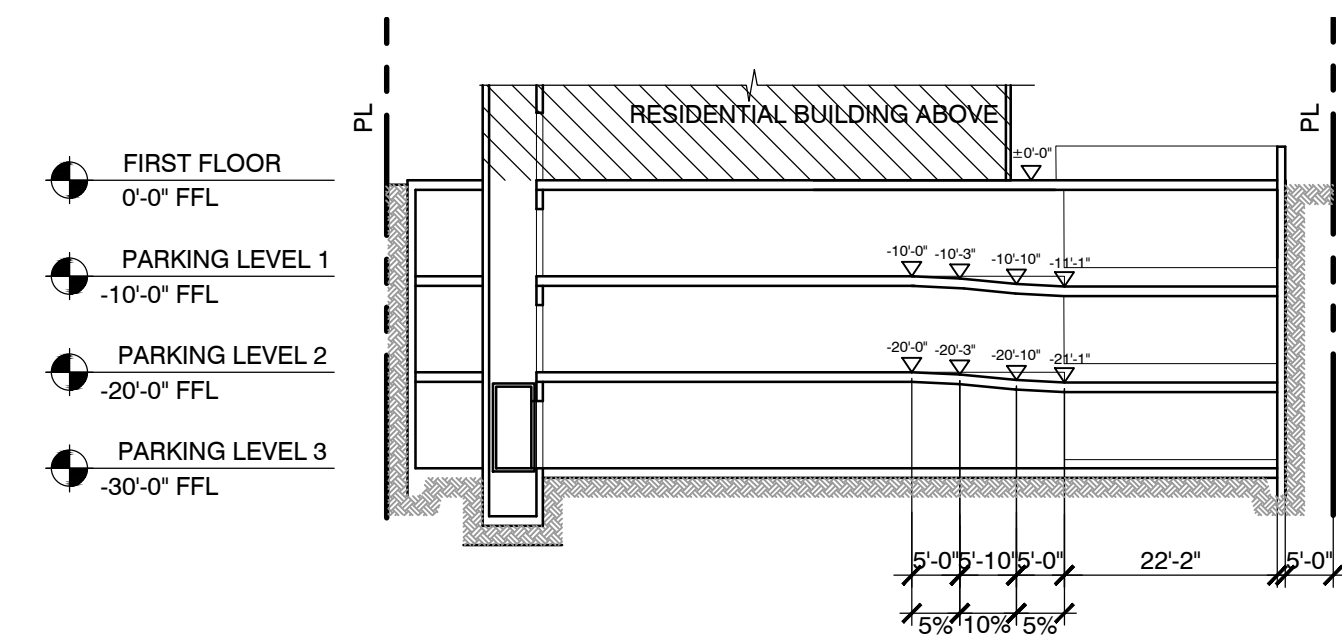 PL
PL
RESIDENTIAL BUILDING ABOVE
±0'-0"
FIRST FLOOR
0'-0" FFL
PARKING LEVEL 1
-10'-0" FFL
-10'-0"
-10'-3"
-10'-10"
-11'-1"
PARKING LEVEL 2
-20'-0" FFL
-20'-0"
-20'-3"
-20'-10"
-21'-1"
PARKING LEVEL 3
-30'-0" FFL
5'-0"
5'-10"
5'-0"
22'-2"
5'-0"
5%
10%
5%